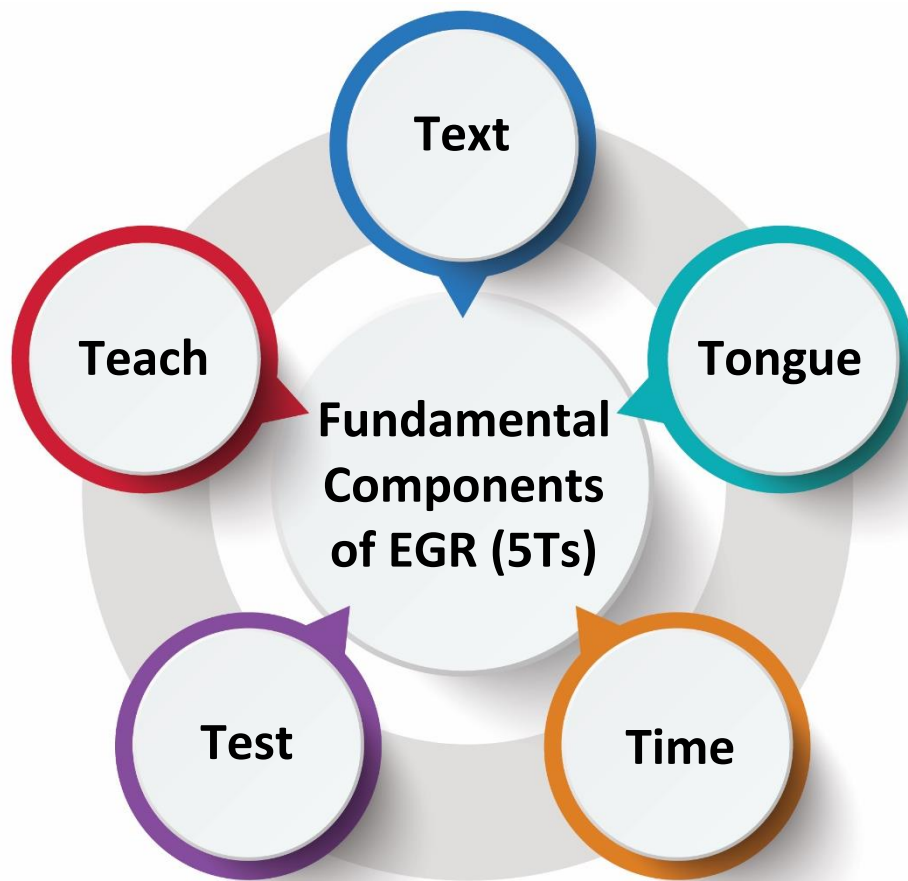 Text
Tongue
Teach
Fundamental
Components
of EGR (5Ts)
Test
Time